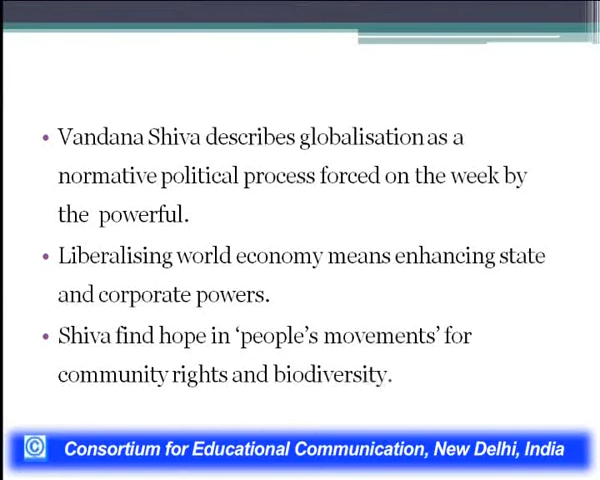 • Vandana Shiva describes globalisation as a
normative political process forced on the week by
the powerful.
• Liberalising world economy means enhancing state
and corporate powers.
• Shiva find hope in ‘people’s movements’ for
community rights and biodiversity.
© Consortium for Educational Communication, New Delhi, India